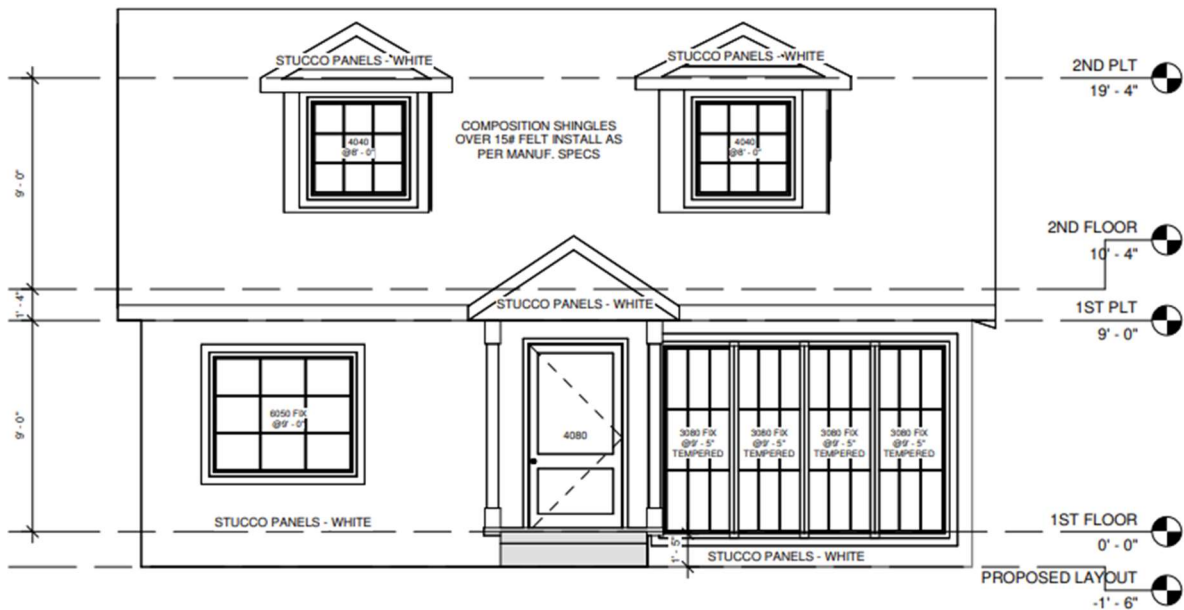 STUCCO PANELS - WHITE
STUCCO PANELS - WHITE
2ND PLT
19' - 4"
COMPOSITION SHINGLES
OVER 15# FELT INSTALL AS
PER MANUF. SPECS
4040
@8' - 0"
4040
@8' - 0"
9' - 0"
2ND FLOOR
10' - 4"
1' - 4"
STUCCO PANELS - WHITE
1ST PLT
9' - 0"
9' - 0"
6050 FIX
@9' - 0"
4080
3080 FIX
@9' - 5"
TEMPERED
3080 FIX
@9' - 5"
TEMPERED
3080 FIX
@9' - 5"
TEMPERED
3080 FIX
@9' - 5"
TEMPERED
STUCCO PANELS - WHITE
1ST FLOOR
0' - 0"
1' - 5"
STUCCO PANELS - WHITE
PROPOSED LAYOUT
-1' - 6"